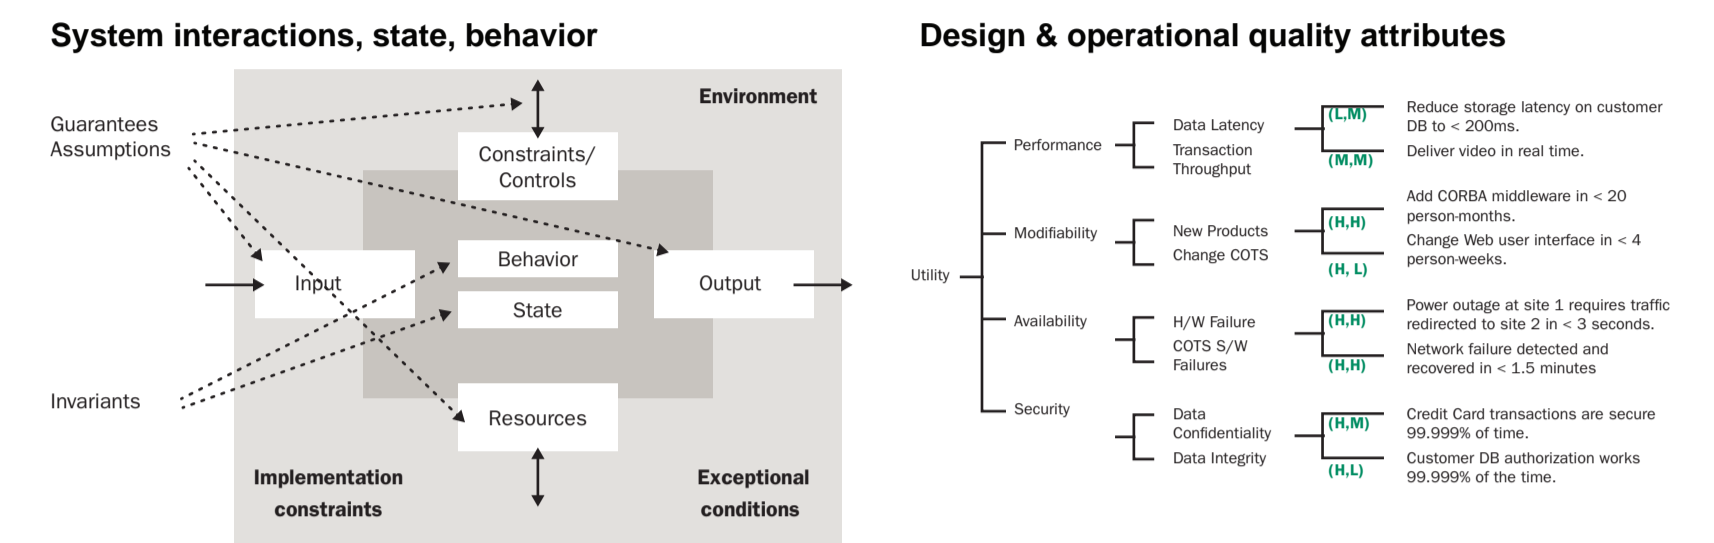 System interactions, state, behavior
Environment
Guarantees
Assumptions
Constraints/
Controls
Behavior
Input
Output
State
Invariants
Resources
Implementation
constraints
Exceptional
conditions
Design & operational quality attributes
Utility
Performance
Data Latency
Transaction
Throughput
(L,M)
Reduce storage latency on customer
DB to < 200ms.
(M,M)
Deliver video in real time.
Modifiability
New Products
Change COTS
(H,H)
Add CORBA middleware in < 20
person-months.
(H, L)
Change Web user interface in < 4
person-weeks.
Availability
H/W Failure
COTS S/W
Failures
(H,H)
Power outage at site 1 requires traffic
redirected to site 2 in < 3 seconds.
(H,H)
Network failure detected and
recovered in < 1.5 minutes
Security
Data
Confidentiality
Data Integrity
(H,M)
Credit Card transactions are secure
99.999% of time.
(H,L)
Customer DB authorization works
99.999% of the time.